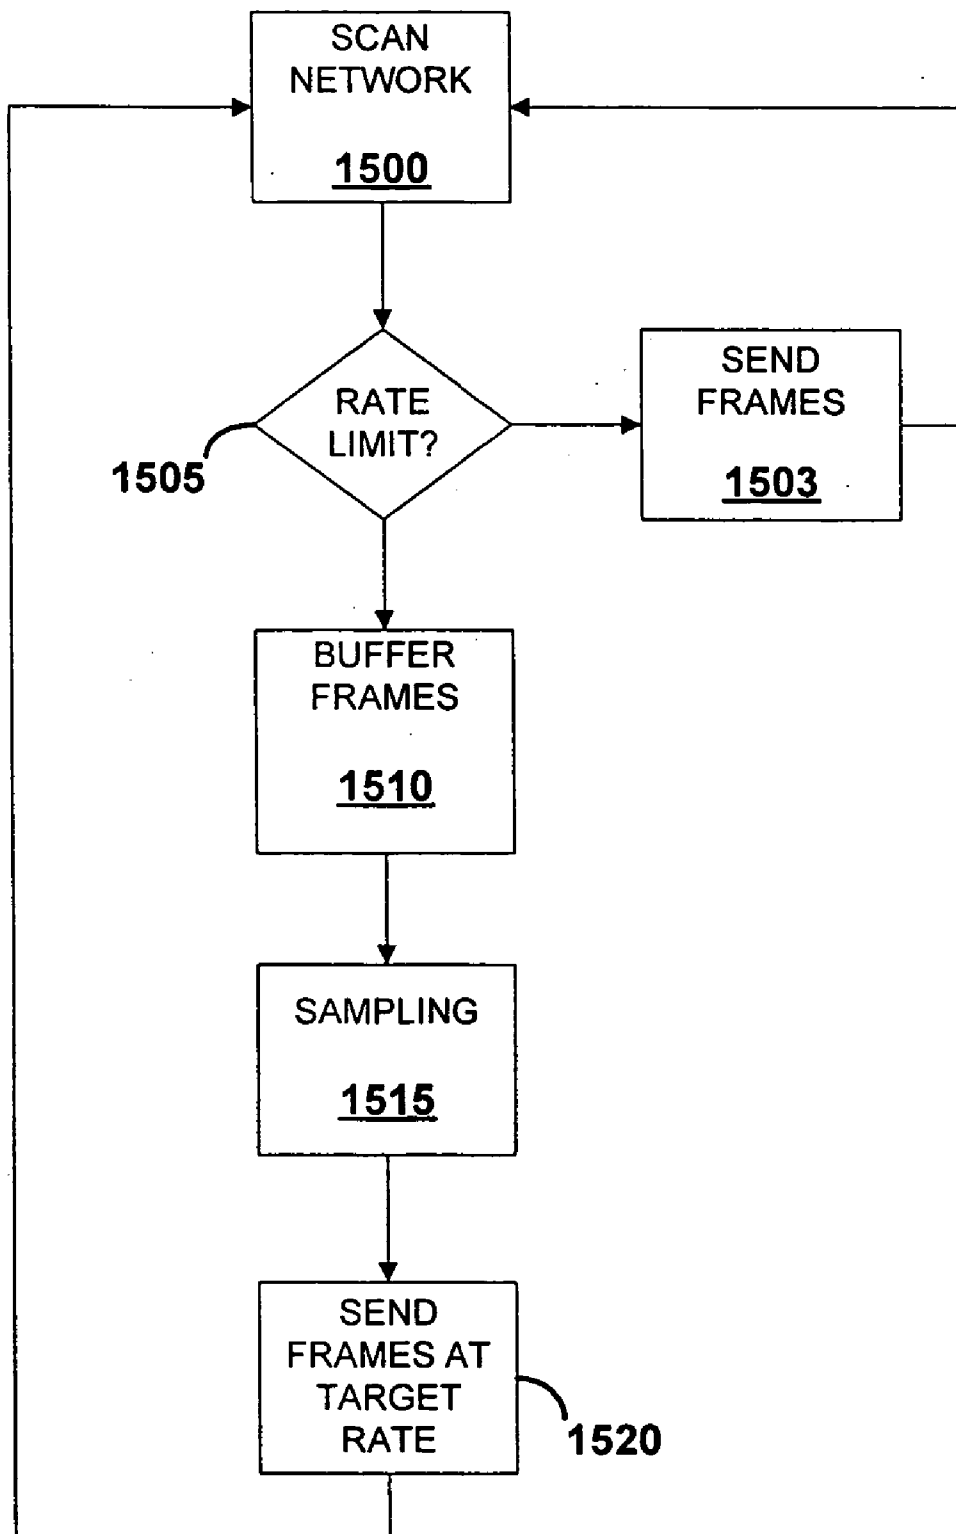 SCAN
NETWORK
1500
RATE
LIMIT?
1505
SEND
FRAMES
1503
BUFFER
FRAMES
1510
SAMPLING
1515
SEND
FRAMES AT
TARGET
RATE
1520